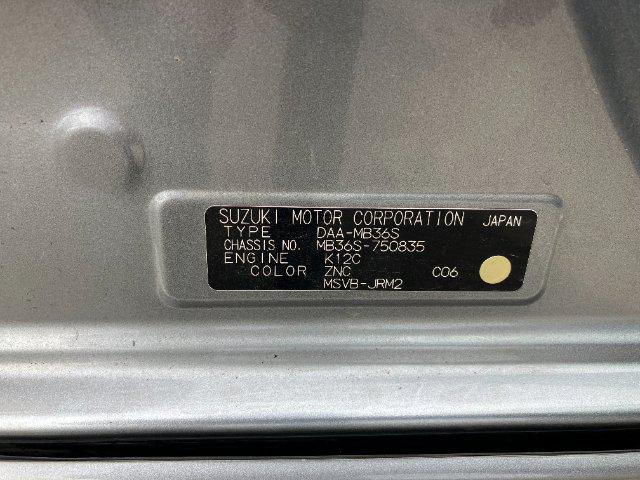 SUZUKI MOTOR CORPORATION JAPAN
TYPE DAA-MB36S
CHASSIS NO. MB36S-750835
ENGINE K12C
COLOR ZNC C06
MSVB-JRM2